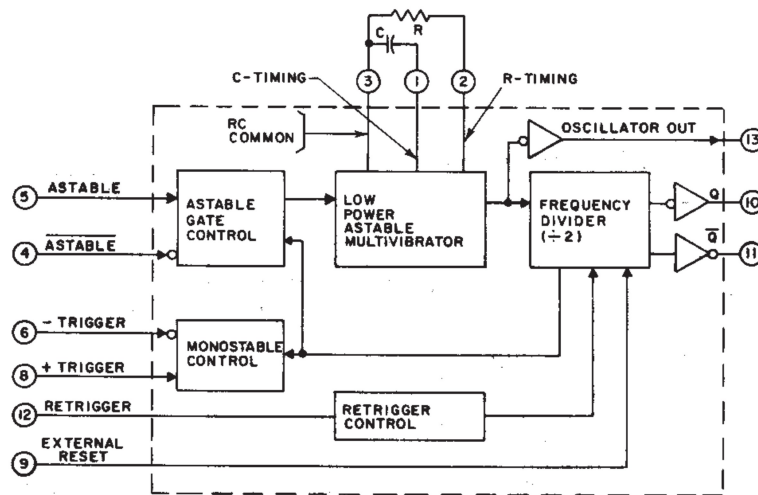 R
C
3
1
2
C-TIMING
R-TIMING
RC
COMMON
OSCILLATOR OUT
13
5
ASTABLE
ASTABLE
GATE
CONTROL
LOW
POWER
ASTABLE
MULTIVIBRATOR
FREQUENCY
DIVIDER
(÷2)
Q
10
4
A̅S̅T̅A̅B̅L̅E̅
Q̅
11
6
- TRIGGER
MONOSTABLE
CONTROL
8
+ TRIGGER
12
RETRIGGER
RETRIGGER
CONTROL
9
EXTERNAL
RESET